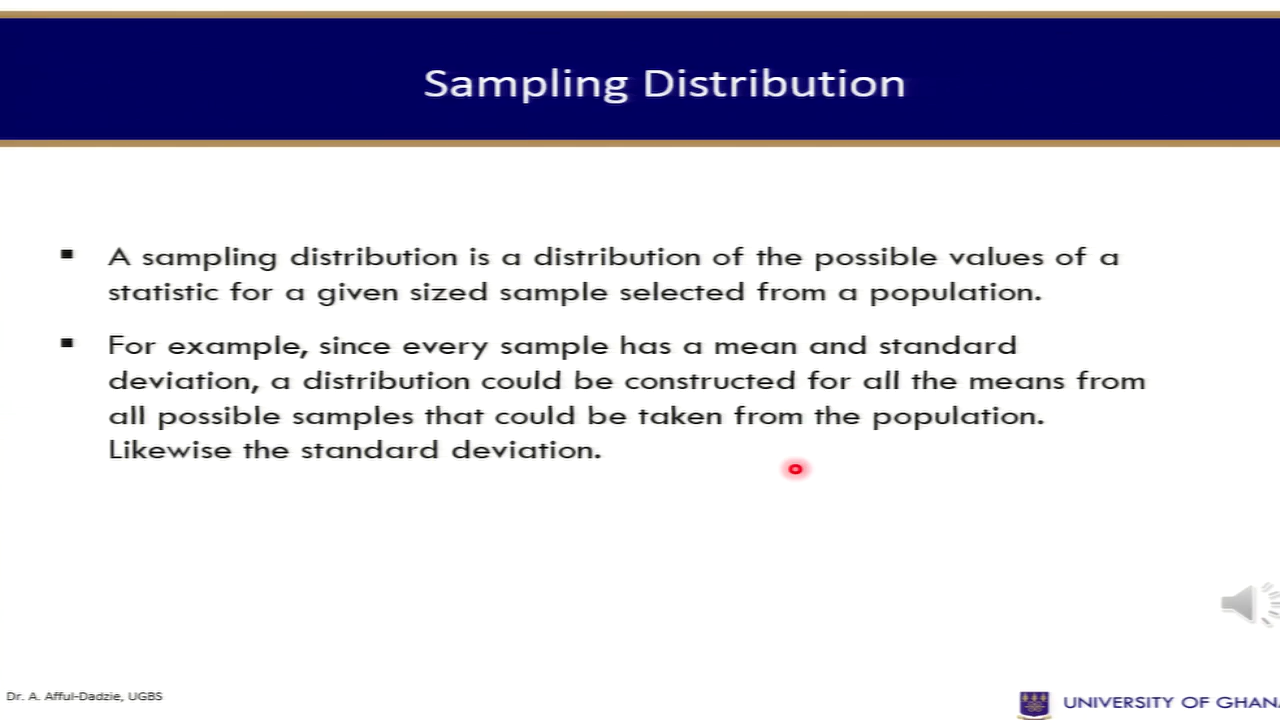 Sampling Distribution
▪ A sampling distribution is a distribution of the possible values of a
statistic for a given sized sample selected from a population.
▪ For example, since every sample has a mean and standard
deviation, a distribution could be constructed for all the means from
all possible samples that could be taken from the population.
Likewise the standard deviation.
Dr. A. Afful-Dadzie, UGBS
UNIVERSITY OF GHAN